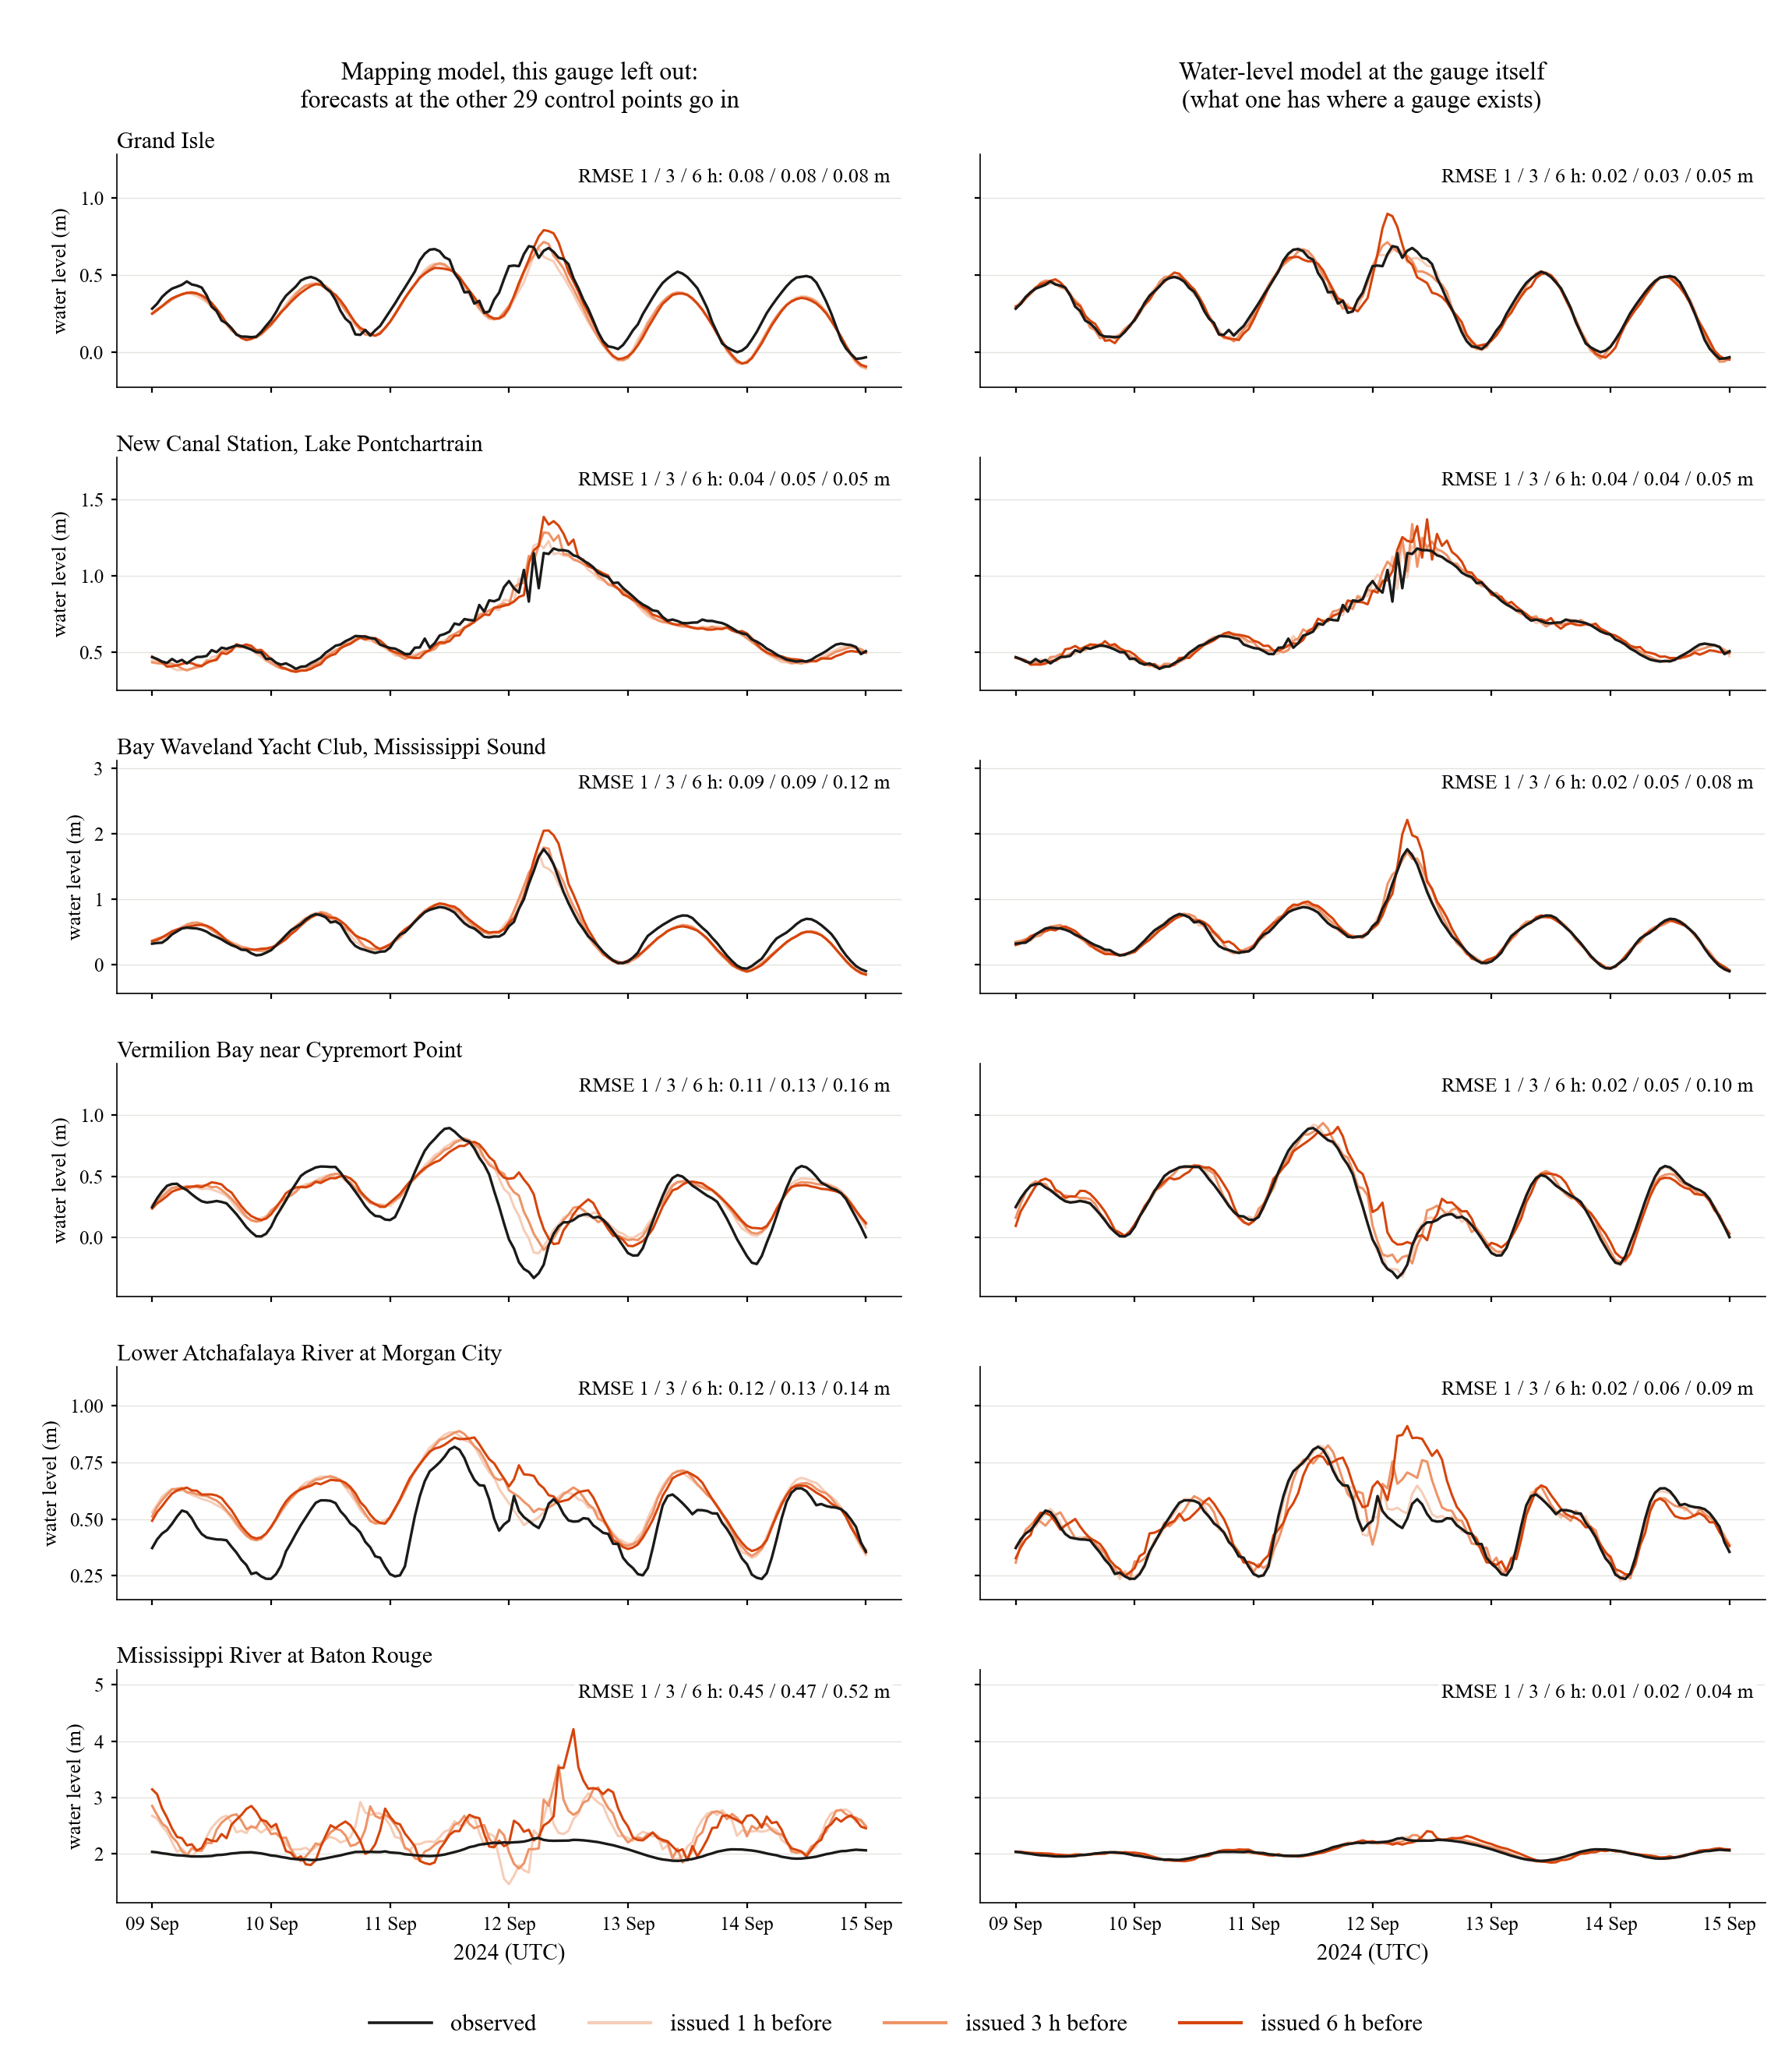 Mapping model, this gauge left out:
forecasts at the other 29 control points go in
Water-level model at the gauge itself
(what one has where a gauge exists)
Grand Isle
RMSE 1 / 3 / 6 h: 0.08 / 0.08 / 0.08 m
RMSE 1 / 3 / 6 h: 0.02 / 0.03 / 0.05 m
water level (m)
1.0
0.5
0.0
New Canal Station, Lake Pontchartrain
RMSE 1 / 3 / 6 h: 0.04 / 0.05 / 0.05 m
RMSE 1 / 3 / 6 h: 0.04 / 0.04 / 0.05 m
water level (m)
1.5
1.0
0.5
Bay Waveland Yacht Club, Mississippi Sound
RMSE 1 / 3 / 6 h: 0.09 / 0.09 / 0.12 m
RMSE 1 / 3 / 6 h: 0.02 / 0.05 / 0.08 m
water level (m)
3
2
1
0
Vermilion Bay near Cypremort Point
RMSE 1 / 3 / 6 h: 0.11 / 0.13 / 0.16 m
RMSE 1 / 3 / 6 h: 0.02 / 0.05 / 0.10 m
water level (m)
1.0
0.5
0.0
Lower Atchafalaya River at Morgan City
RMSE 1 / 3 / 6 h: 0.12 / 0.13 / 0.14 m
RMSE 1 / 3 / 6 h: 0.02 / 0.06 / 0.09 m
water level (m)
1.00
0.75
0.50
0.25
Mississippi River at Baton Rouge
RMSE 1 / 3 / 6 h: 0.45 / 0.47 / 0.52 m
RMSE 1 / 3 / 6 h: 0.01 / 0.02 / 0.04 m
water level (m)
5
4
3
2
09 Sep 10 Sep 11 Sep 12 Sep 13 Sep 14 Sep 15 Sep
2024 (UTC)
09 Sep 10 Sep 11 Sep 12 Sep 13 Sep 14 Sep 15 Sep
2024 (UTC)
observed issued 1 h before issued 3 h before issued 6 h before